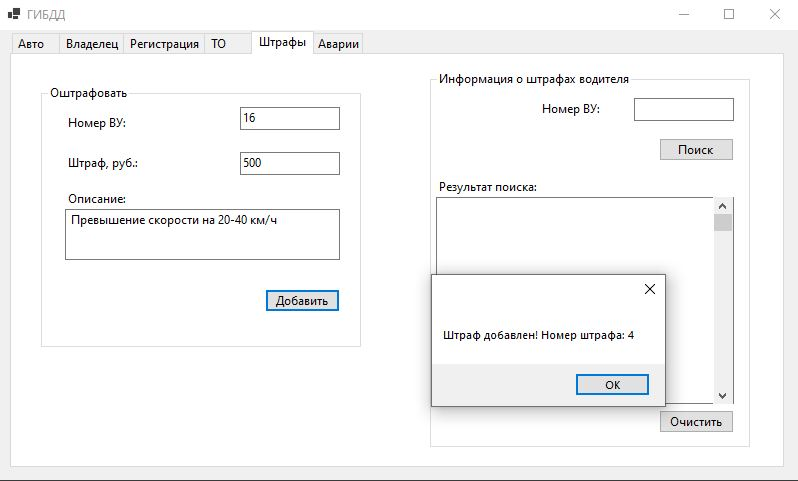 ГИБДД
Авто Владелец Регистрация ТО Штрафы Аварии
Оштрафовать
Номер ВУ: 16
Штраф, руб.: 500
Описание:
Превышение скорости на 20-40 км/ч
Добавить
Информация о штрафах водителя
Номер ВУ:
Поиск
Результат поиска:
Штраф добавлен! Номер штрафа: 4
ОК
Очистить